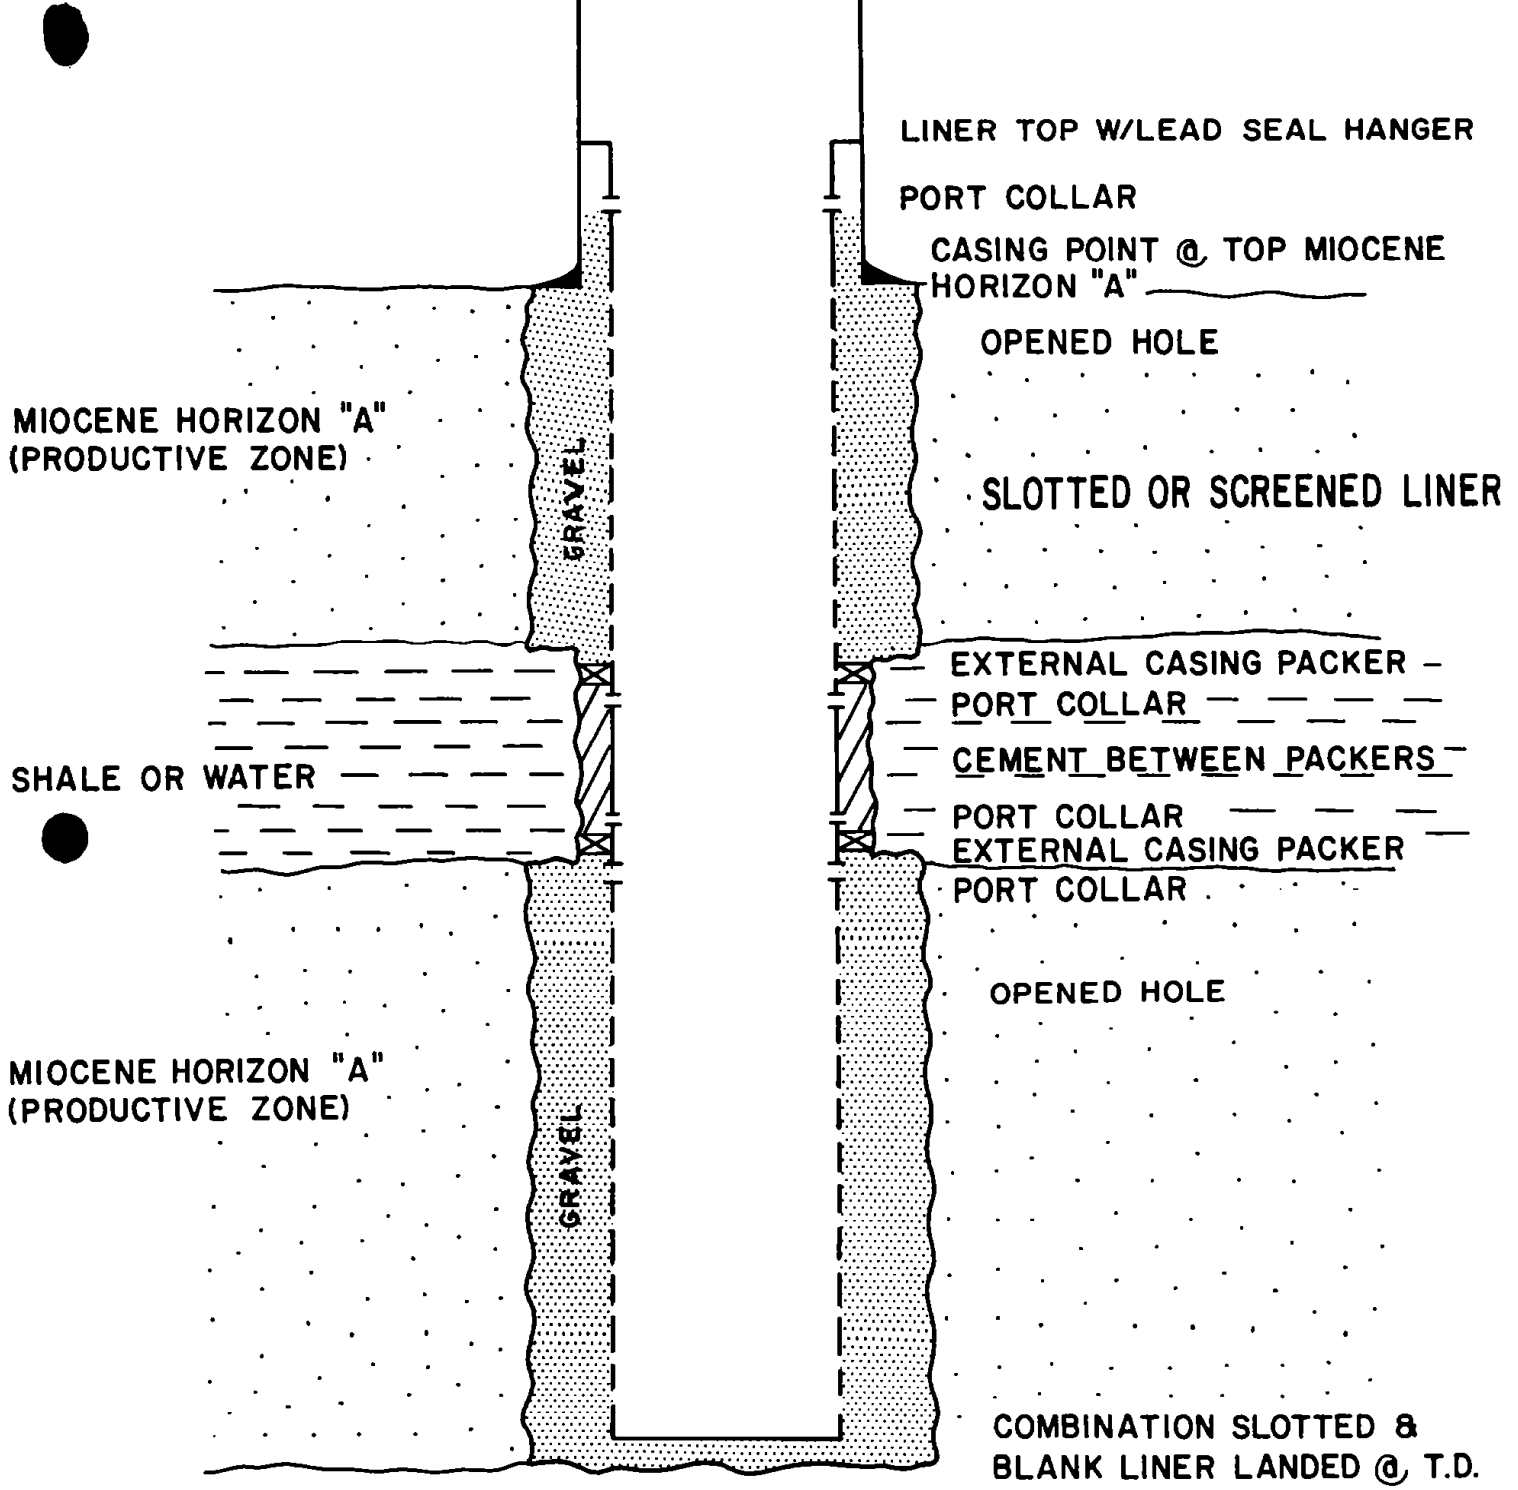 LINER TOP W/LEAD SEAL HANGER
PORT COLLAR
CASING POINT @ TOP MIOCENE
HORIZON "A"
OPENED HOLE
MIOCENE HORIZON "A"
(PRODUCTIVE ZONE)
GRAVEL
SLOTTED OR SCREENED LINER
EXTERNAL CASING PACKER
PORT COLLAR
CEMENT BETWEEN PACKERS
SHALE OR WATER
PORT COLLAR
EXTERNAL CASING PACKER
PORT COLLAR
OPENED HOLE
MIOCENE HORIZON "A"
(PRODUCTIVE ZONE)
GRAVEL
COMBINATION SLOTTED &
BLANK LINER LANDED @ T.D.